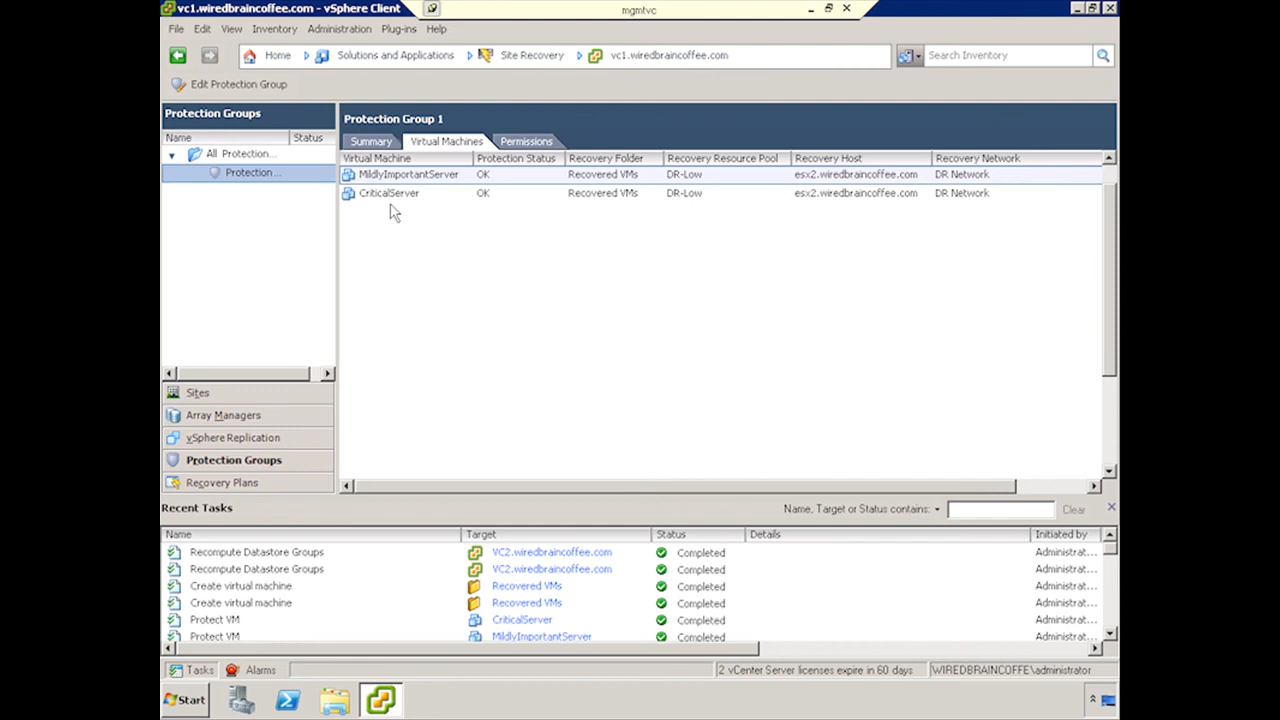 vc1.wiredbraincoffee.com - vSphere Client
mgmtvc
File Edit View Inventory Administration Plug-ins Help
Home Solutions and Applications Site Recovery vc1.wiredbraincoffee.com Search Inventory
Edit Protection Group
Protection Groups
Name Status
All Protection...
Protection ...
Protection Group 1
Summary Virtual Machines Permissions
Virtual Machine Protection Status Recovery Folder Recovery Resource Pool Recovery Host Recovery Network
MildlyImportantServer OK Recovered VMs DR-Low esx2.wiredbraincoffee.com DR Network
CriticalServer OK Recovered VMs DR-Low esx2.wiredbraincoffee.com DR Network
Sites
Array Managers
vSphere Replication
Protection Groups
Recovery Plans
Recent Tasks Name, Target or Status contains: Clear
Name Target Status Details Initiated by
Recompute Datastore Groups VC2.wiredbraincoffee.com Completed Administrat...
Recompute Datastore Groups VC2.wiredbraincoffee.com Completed Administrat...
Create virtual machine Recovered VMs Completed Administrat...
Create virtual machine Recovered VMs Completed Administrat...
Protect VM CriticalServer Completed Administrat...
Protect VM MildlyImportantServer Completed Administrat...
Tasks Alarms 2 vCenter Server licenses expire in 60 days \WIREDBRAINCOFFE\administrator
Start